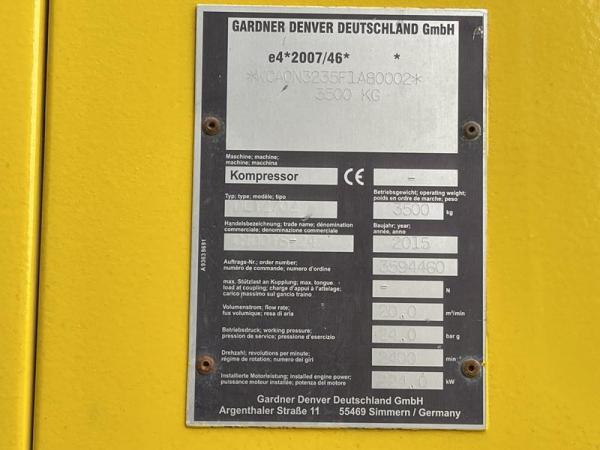 GARDNER DENVER DEUTSCHLAND GmbH
e4*2007/46* *
3500 KG
Maschine; machine;
machine; macchina
Kompressor
CE
-
Typ; type; modèle; tipo
Betriebsgewicht; operating weight;
poids en ordre de marche; peso
3500 kg
Handelsbezeichnung; trade name; dénomination
commerciale; denominazione commerciale
Baujahr; year;
année, anno
2015
Auftrags-Nr.; order number;
numéro de commande; numero d'ordine
3594460
max. Stützlast an Kupplung; max. tongue
load at coupling; charge d'appui à l'attelage;
carico massimo sul gancio traino
- N
Volumenstrom; flow rate;
flux volumique; resa di aria
20.0 m³/min
Betriebsdruck; working pressure;
pression de service; pressione d'esercizio
24.0 bar g
Drehzahl; revolutions per minute;
régime de rotation; numero dei giri
2400 min⁻¹
Installierte Motorleistung; installed engine power;
puissance moteur installée; potenza del motore
kW
Gardner Denver Deutschland GmbH
Argenthaler Straße 11 55469 Simmern / Germany